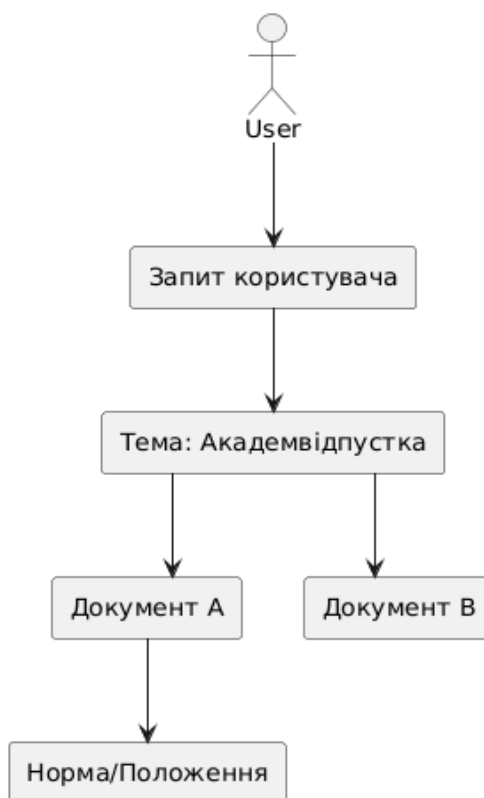 User
Запит користувача
Тема: Академвідпустка
Документ A
Документ B
Норма/Положення